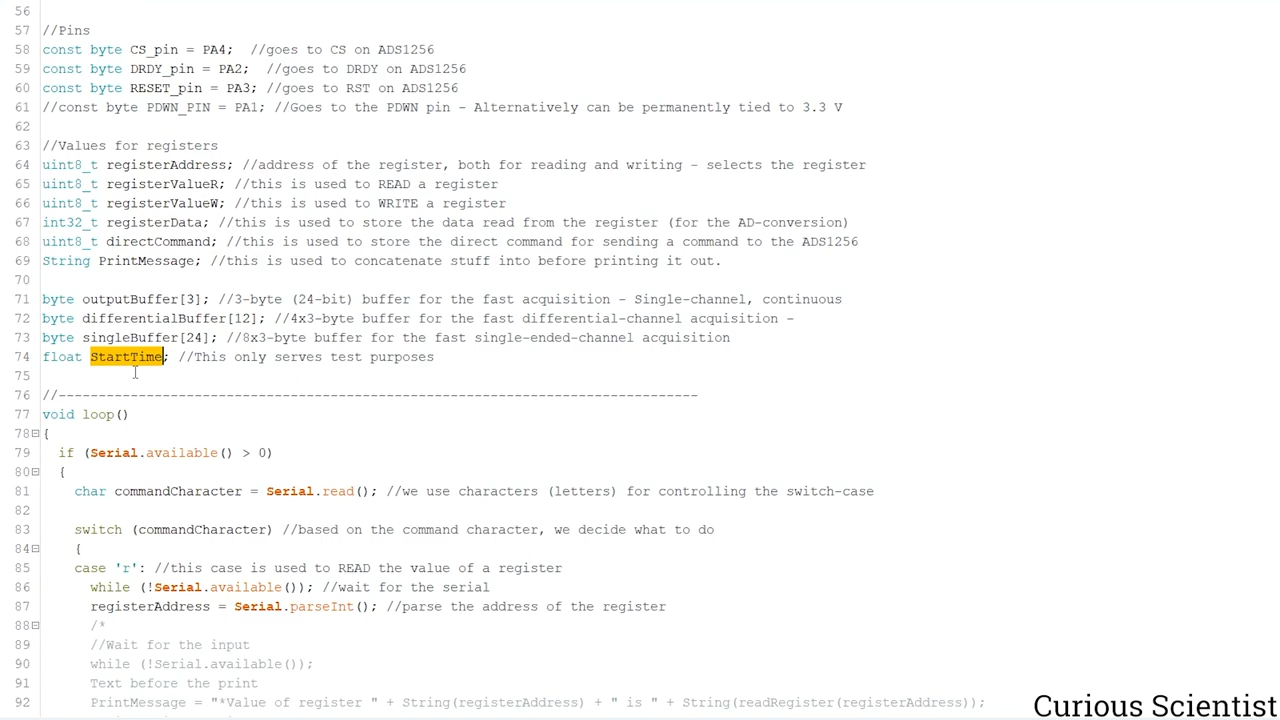 56
57 //Pins
58 const byte CS_pin = PA4; //goes to CS on ADS1256
59 const byte DRDY_pin = PA2; //goes to DRDY on ADS1256
60 const byte RESET_pin = PA3; //goes to RST on ADS1256
61 //const byte PDWN_PIN = PA1; //Goes to the PDWN pin - Alternatively can be permanently tied to 3.3 V
62
63 //Values for registers
64 uint8_t registerAddress; //address of the register, both for reading and writing - selects the register
65 uint8_t registerValueR; //this is used to READ a register
66 uint8_t registerValueW; //this is used to WRITE a register
67 int32_t registerData; //this is used to store the data read from the register (for the AD-conversion)
68 uint8_t directCommand; //this is used to store the direct command for sending a command to the ADS1256
69 String PrintMessage; //this is used to concatenate stuff into before printing it out.
70
71 byte outputBuffer[3]; //3-byte (24-bit) buffer for the fast acquisition - Single-channel, continuous
72 byte differentialBuffer[12]; //4x3-byte buffer for the fast differential-channel acquisition -
73 byte singleBuffer[24]; //8x3-byte buffer for the fast single-ended-channel acquisition
74 float StartTime; //This only serves test purposes
75
76 //--------------------------------------------------------------------------------
77 void loop()
78 {
79 if (Serial.available() > 0)
80 {
81 char commandCharacter = Serial.read(); //we use characters (letters) for controlling the switch-case
82
83 switch (commandCharacter) //based on the command character, we decide what to do
84 {
85 case 'r': //this case is used to READ the value of a register
86 while (!Serial.available()); //wait for the serial
87 registerAddress = Serial.parseInt(); //parse the address of the register
88 /*
89 //Wait for the input
90 while (!Serial.available());
91 Text before the print
92 PrintMessage = "*Value of register " + String(registerAddress) + " is " + String(readRegister(registerAddress));
Curious Scientist